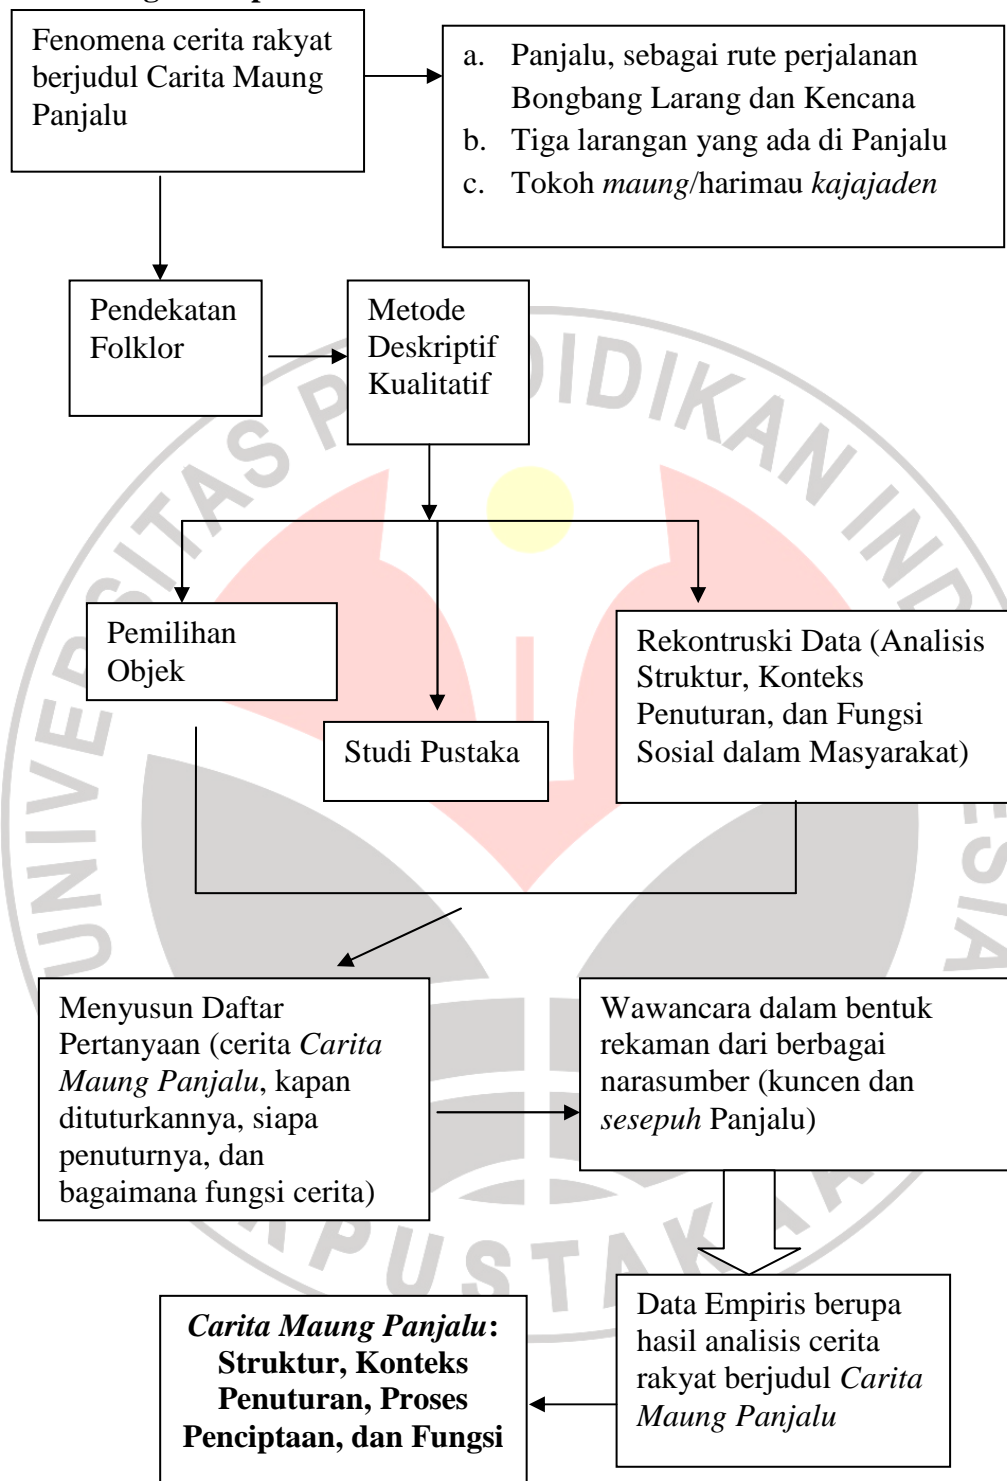 Fenomena cerita rakyat
berjudul Carita Maung
Panjalu
a. Panjalu, sebagai rute perjalanan
Bongbang Larang dan Kencana
b. Tiga larangan yang ada di Panjalu
c. Tokoh maung/harimau kajajaden
Pendekatan
Folklor
Metode
Deskriptif
Kualitatif
Pemilihan
Objek
Studi Pustaka
Rekontruski Data (Analisis
Struktur, Konteks
Penuturan, dan Fungsi
Sosial dalam Masyarakat)
Menyusun Daftar
Pertanyaan (cerita Carita
Maung Panjalu, kapan
dituturkannya, siapa
penuturnya, dan
bagaimana fungsi cerita)
Wawancara dalam bentuk
rekaman dari berbagai
narasumber (kuncen dan
sesepuh Panjalu)
Data Empiris berupa
hasil analisis cerita
rakyat berjudul Carita
Maung Panjalu
Carita Maung Panjalu:
Struktur, Konteks
Penuturan, Proses
Penciptaan, dan Fungsi